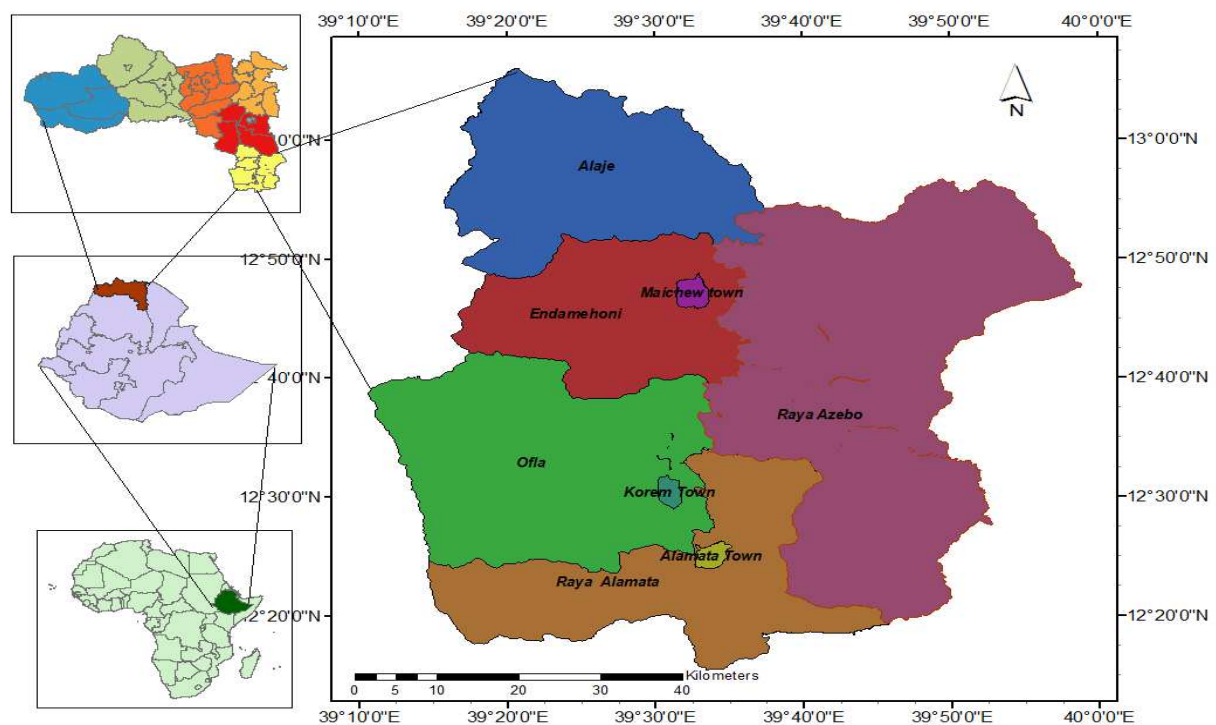 39°10'0"E 39°20'0"E 39°30'0"E 39°40'0"E 39°50'0"E 40°0'0"E
N
0'0"N 13°0'0"N
Alaje
12°50'0"N 12°50'0"N
Maichew town
Endamehoni
40'0"N 12°40'0"N
Raya Azebo
Ofla
12°30'0"N Korem Town 12°30'0"N
Alamata Town
Raya Alamata
12°20'0"N 12°20'0"N
Kilometers
0 5 10 20 30 40
39°10'0"E 39°20'0"E 39°30'0"E 39°40'0"E 39°50'0"E 40°0'0"E